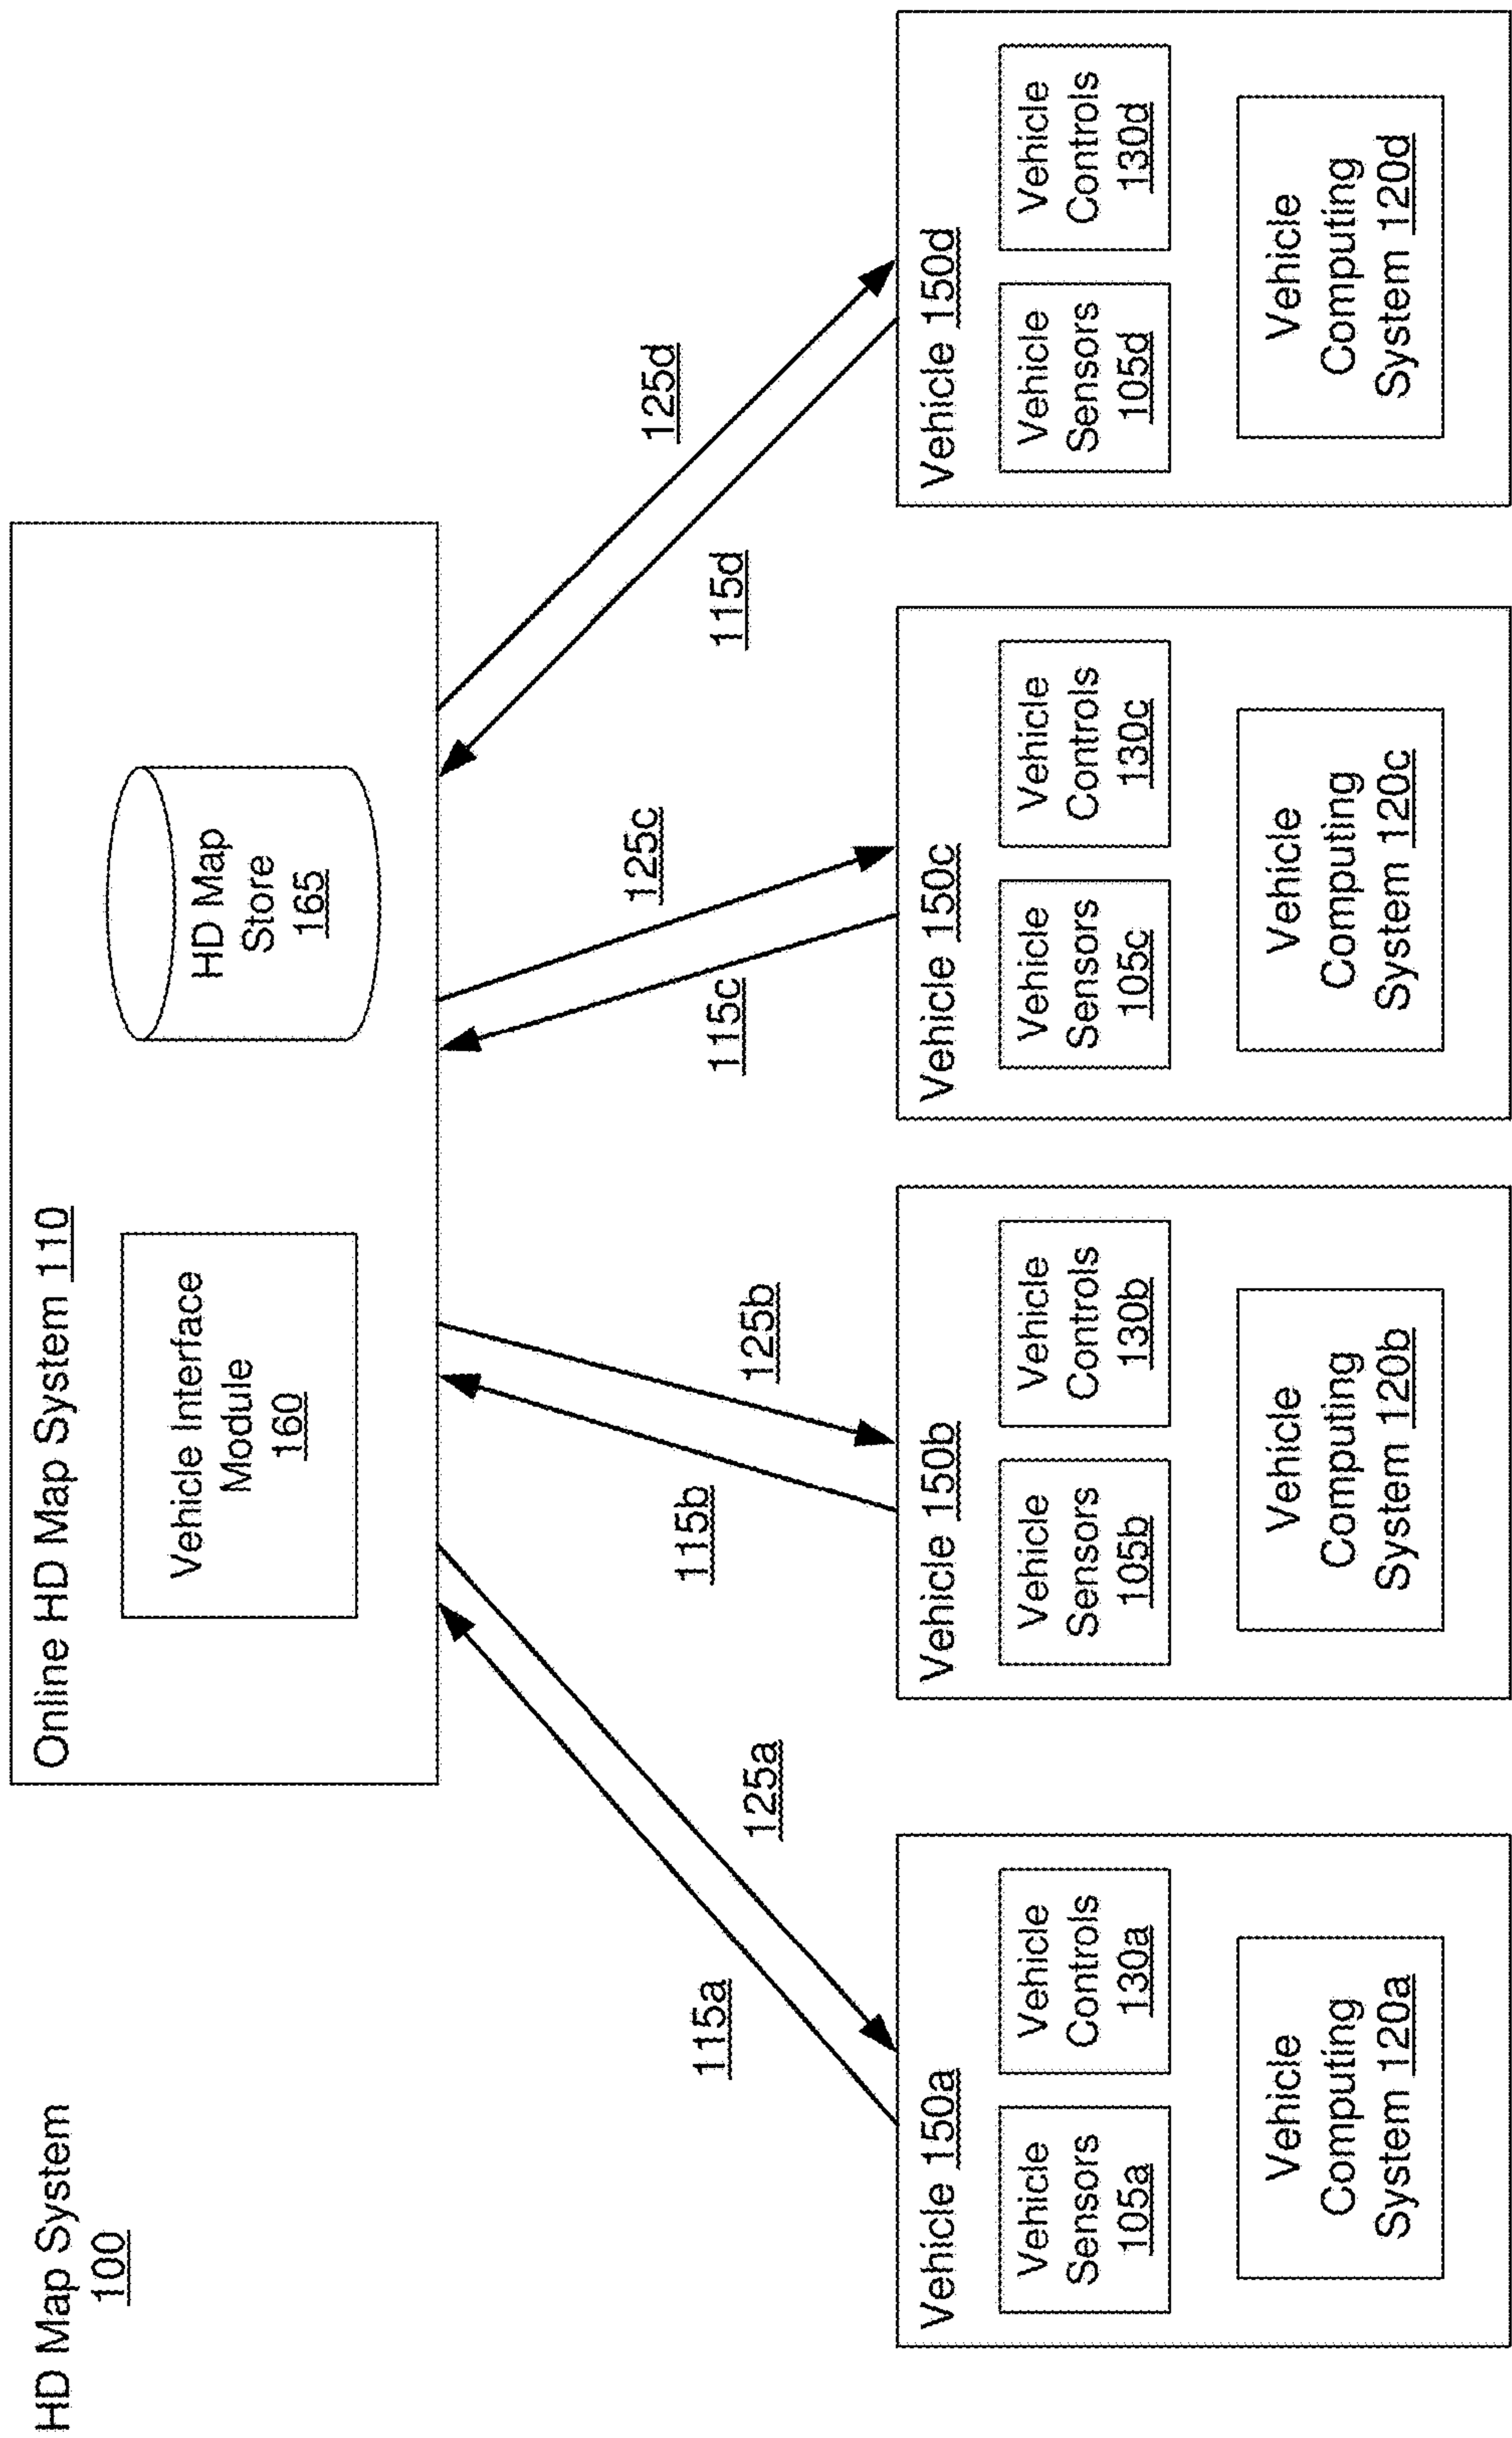 HD Map System
100
Online HD Map System 110
Vehicle Interface
Module
160
HD Map
Store
165
115a
125a
115b
125b
115c
125c
115d
125d
Vehicle 150a
Vehicle
Sensors
105a
Vehicle
Controls
130a
Vehicle
Computing
System 120a
Vehicle 150b
Vehicle
Sensors
105b
Vehicle
Controls
130b
Vehicle
Computing
System 120b
Vehicle 150c
Vehicle
Sensors
105c
Vehicle
Controls
130c
Vehicle
Computing
System 120c
Vehicle 150d
Vehicle
Sensors
105d
Vehicle
Controls
130d
Vehicle
Computing
System 120d